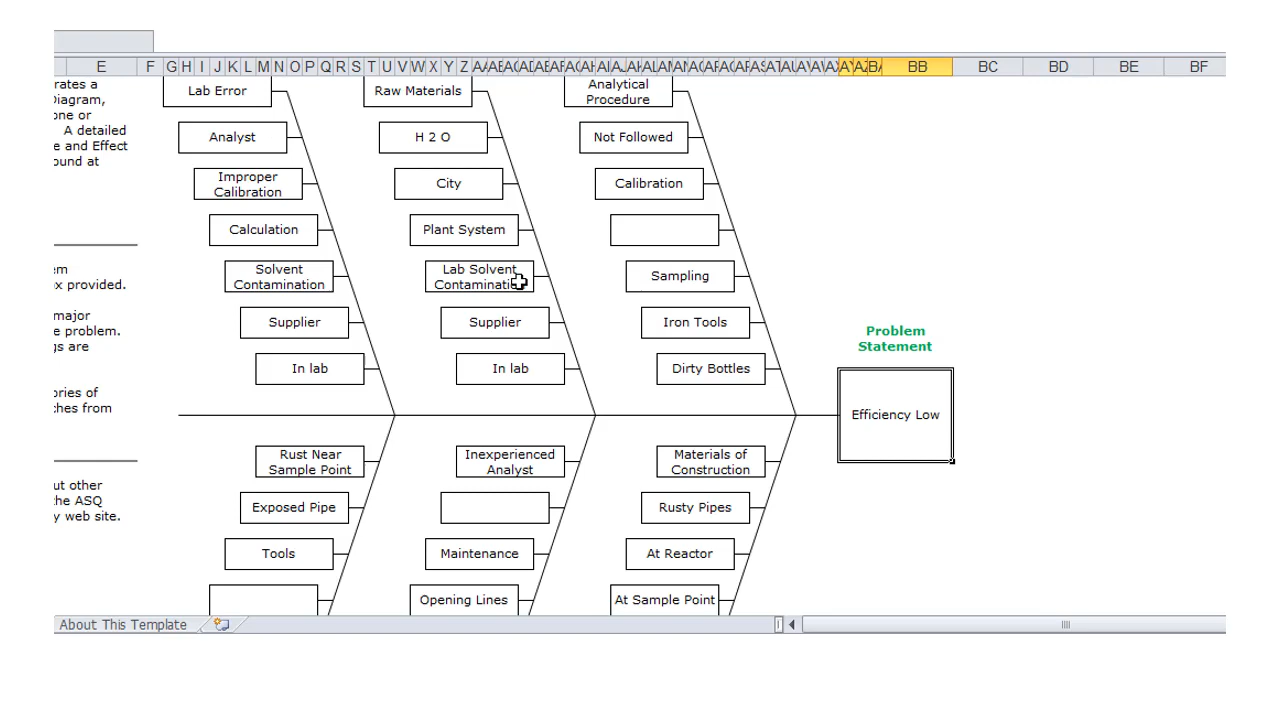 E F G H I J K L M N O P Q R S T U V W X Y Z BB BC BD BE BF
rates a
Diagram,
one or
A detailed
e and Effect
ound at
em
x provided.
major
e problem.
gs are
ories of
ches from
ut other
the ASQ
y web site.
Lab Error
Analyst
Improper
Calibration
Calculation
Solvent
Contamination
Supplier
In lab
Raw Materials
H 2 O
City
Plant System
Lab Solvent
Contamination
Supplier
In lab
Analytical
Procedure
Not Followed
Calibration
Sampling
Iron Tools
Dirty Bottles
Problem
Statement
Efficiency Low
Rust Near
Sample Point
Exposed Pipe
Tools
Inexperienced
Analyst
Maintenance
Opening Lines
Materials of
Construction
Rusty Pipes
At Reactor
At Sample Point
About This Template